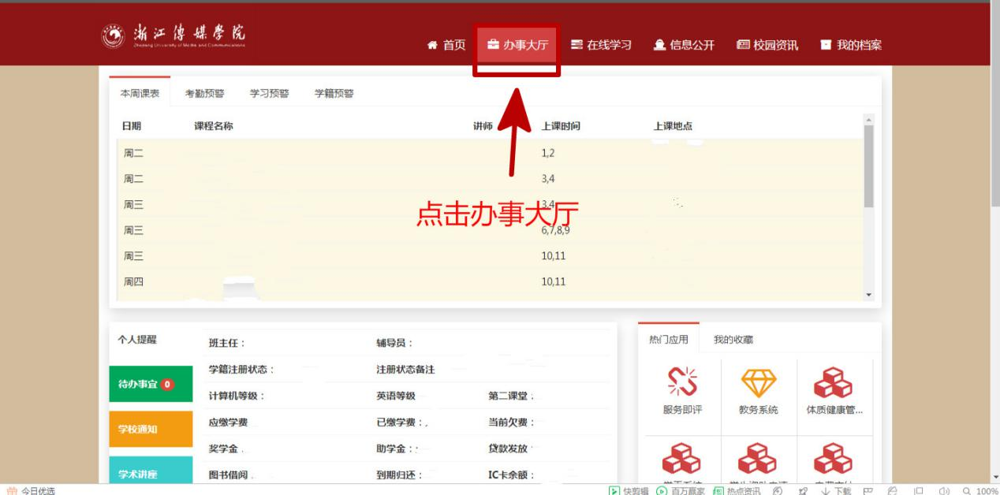 浙江传媒学院
Zhejiang University of Media and Communications
首页 办事大厅 在线学习 信息公开 校园资讯 我的档案
本周课表 考勤预警 学习预警 学籍预警
日期 课程名称 讲师 上课时间 上课地点
周二 1,2
周二 3,4
周三 3,4
点击办事大厅
周三 6,7,8,9
周三 10,11
周四 10,11
个人提醒
待办事宜 0
学校通知
学术讲座
班主任： 辅导员：
学籍注册状态： 注册状态备注
计算机等级： 英语等级 第二课堂：
应缴学费 已缴学费： 当前欠费：
奖学金 助学金： 贷款发放
图书借阅 到期归还： IC卡余额：
热门应用 我的收藏
服务即评 教务系统 体质健康管...
今日优选 快剪辑 百万赢家 热点资讯 下载 100%